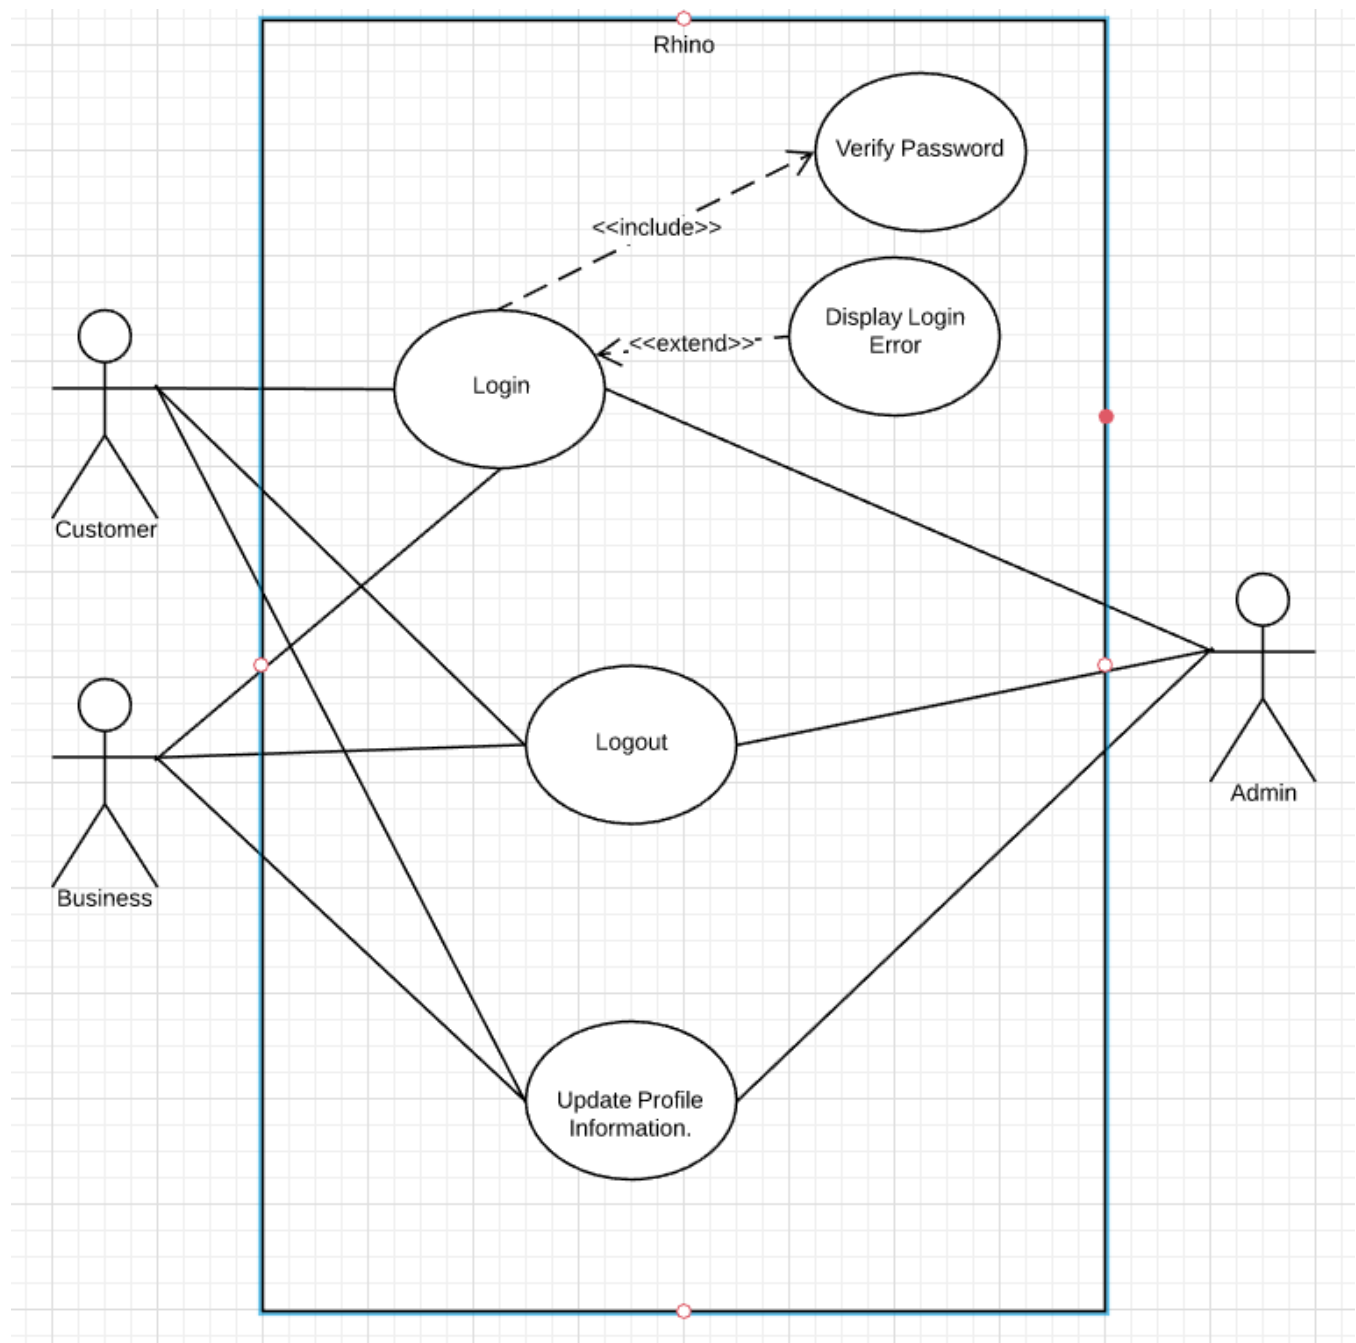 Rhino
Verify Password
<<include>>
Display Login
Error
<<extend>>
Login
Customer
Logout
Admin
Business
Update Profile
Information.